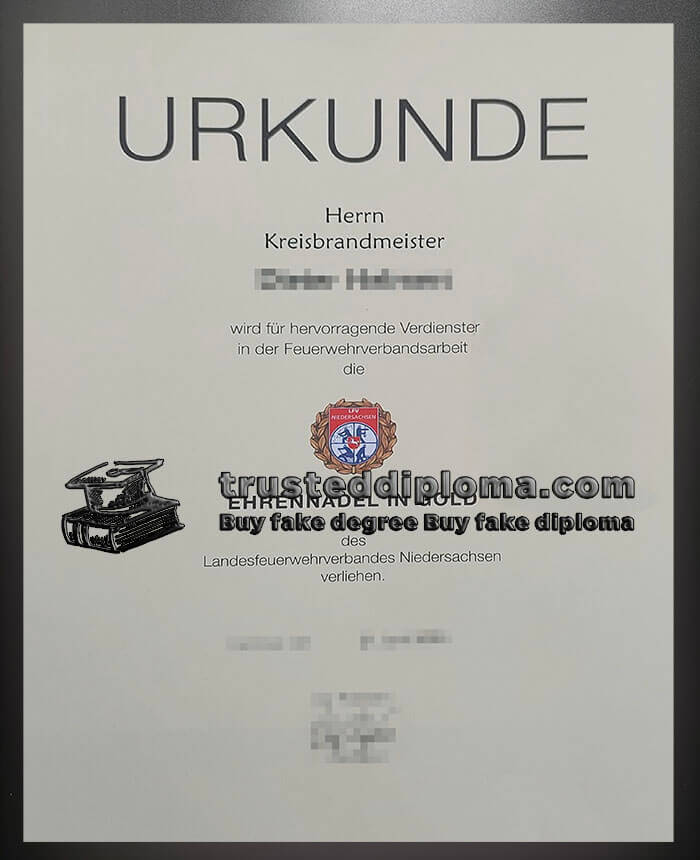 URKUNDE
Herrn
Kreisbrandmeister
wird für hervorragende Verdienster
in der Feuerwehrverbandsarbeit
die
LFV
NIEDERSACHSEN
trusteddiploma.com
EHRENNADEL IN GOLD
Buy fake degree Buy fake diploma
des
Landesfeuerwehrverbandes Niedersachsen
verliehen.